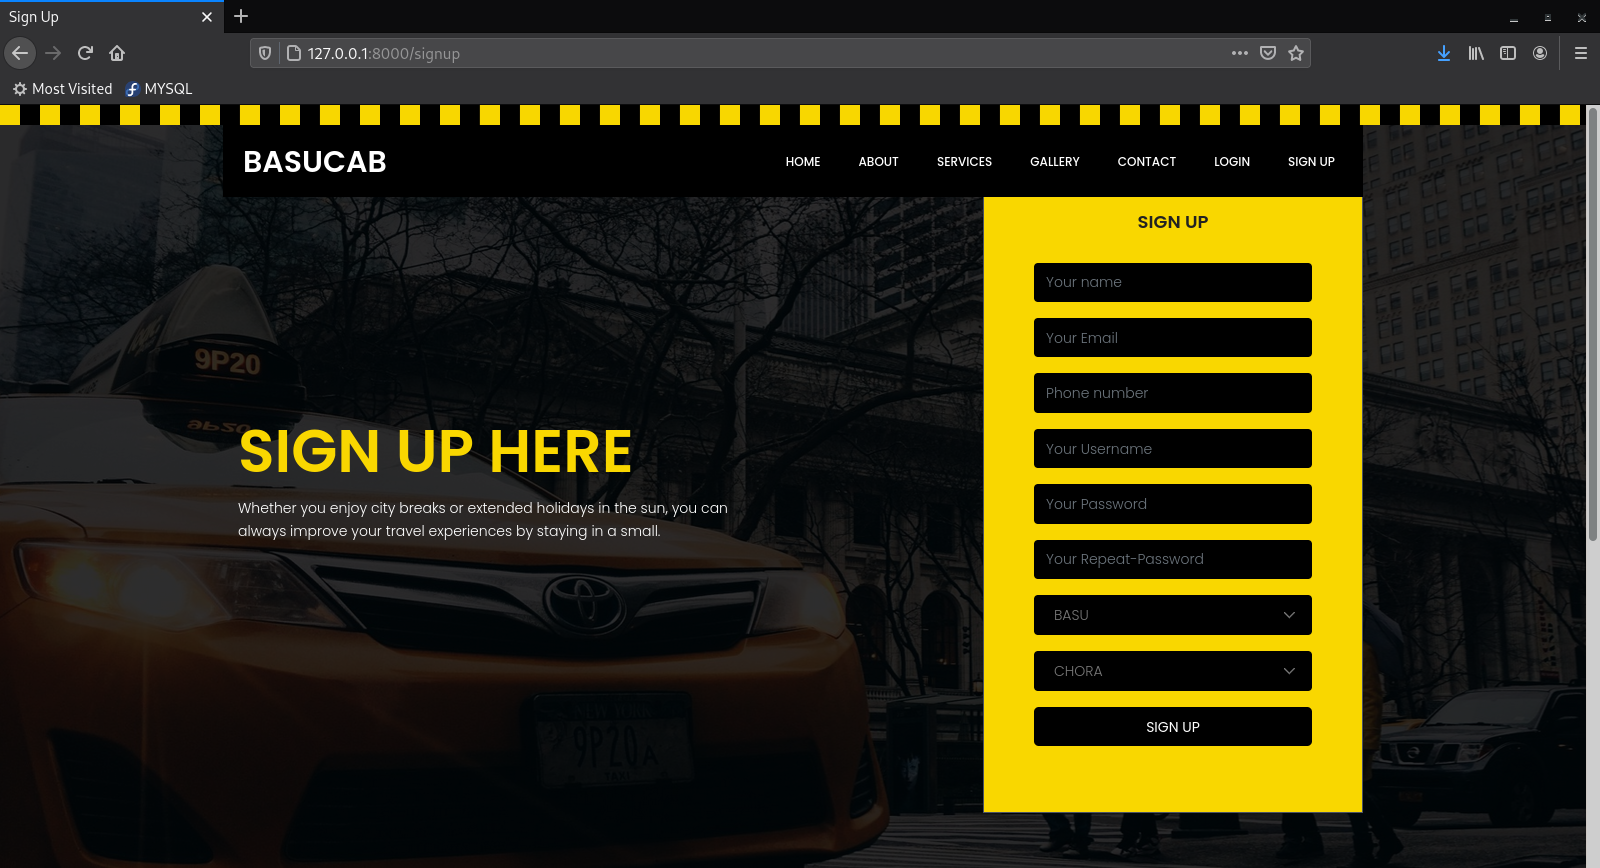 Sign Up
127.0.0.1:8000/signup
Most Visited
MYSQL
BASUCAB
HOME
ABOUT
SERVICES
GALLERY
CONTACT
LOGIN
SIGN UP
9P20
SIGN UP HERE
Whether you enjoy city breaks or extended holidays in the sun, you can
always improve your travel experiences by staying in a small.
9P20A
SIGN UP
Your name
Your Email
Phone number
Your Username
Your Password
Your Repeat-Password
BASU
CHORA
SIGN UP